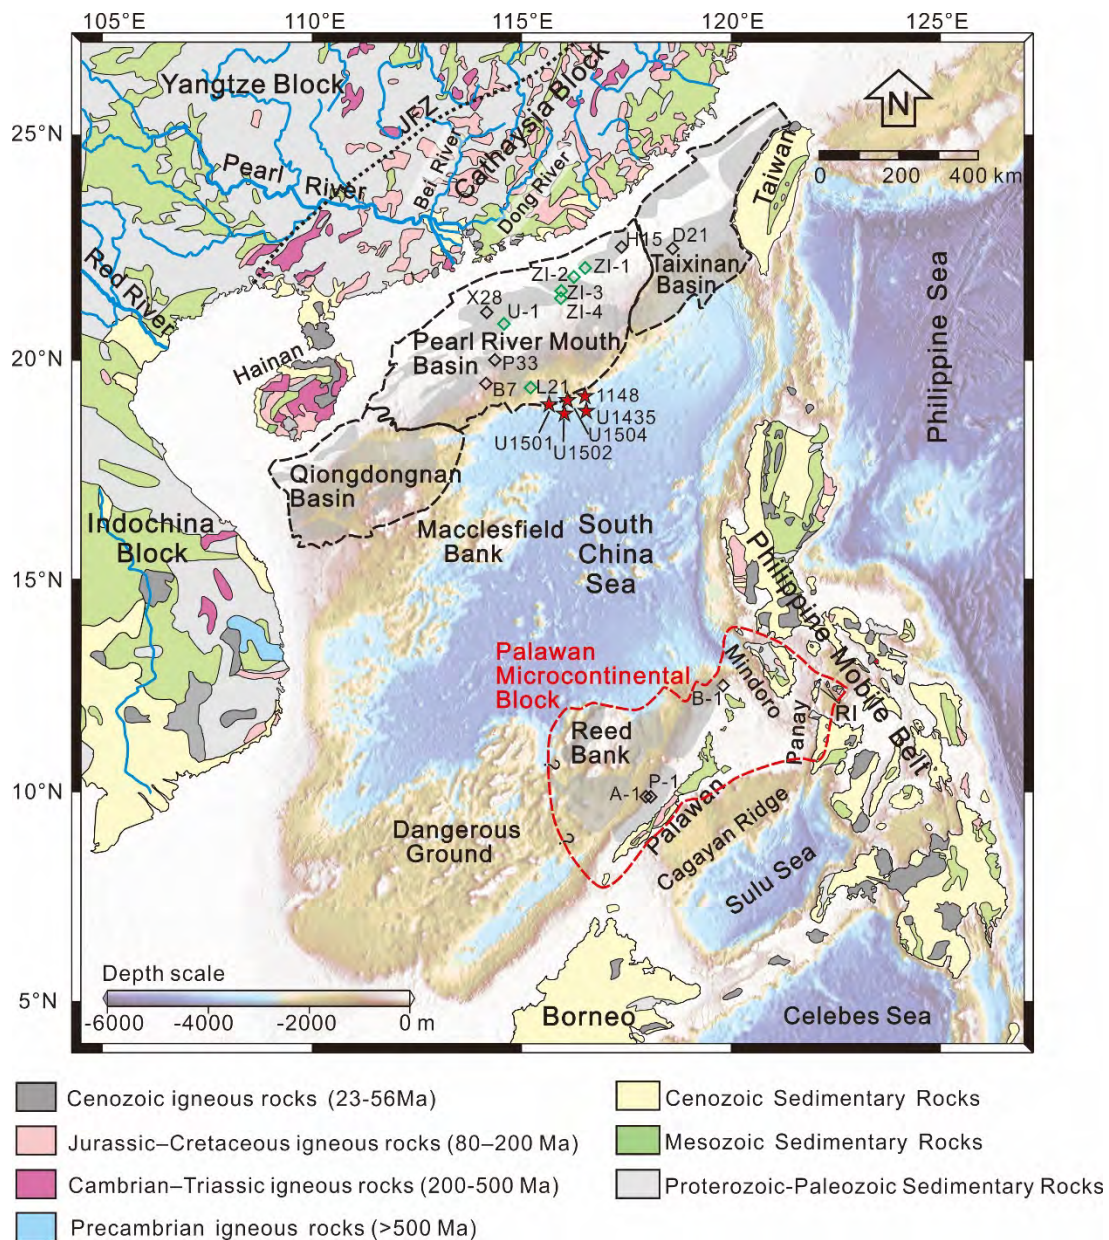 105°E
110°E
115°E
120°E
125°E
25°N
20°N
15°N
10°N
5°N
Yangtze Block
JFZ
Cathaysia Block
N
0 200 400 km
Pearl River
Bei River
Dong River
Taiwan
Red River
H15
D21
ZI-1
ZI-2
ZI-3
ZI-4
Taixinan
Basin
X28
U-1
Pearl River Mouth
Basin
P33
B7
L21
1148
U1435
U1504
U1502
U1501
Hainan
Philippine Sea
Qiongdongnan
Basin
Macclesfield
Bank
South
China
Sea
Indochina
Block
Philippine Mobile Belt
Palawan
Microcontinental
Block
Mindoro
B-1
RI
Panay
Reed
Bank
?
P-1
A-1
?
Palawan
Dangerous
Ground
Cagayan Ridge
Sulu Sea
Depth scale
-6000 -4000 -2000 0 m
Borneo
Celebes Sea
Cenozoic igneous rocks (23-56Ma)
Jurassic–Cretaceous igneous rocks (80–200 Ma)
Cambrian–Triassic igneous rocks (200-500 Ma)
Precambrian igneous rocks (>500 Ma)
Cenozoic Sedimentary Rocks
Mesozoic Sedimentary Rocks
Proterozoic-Paleozoic Sedimentary Rocks